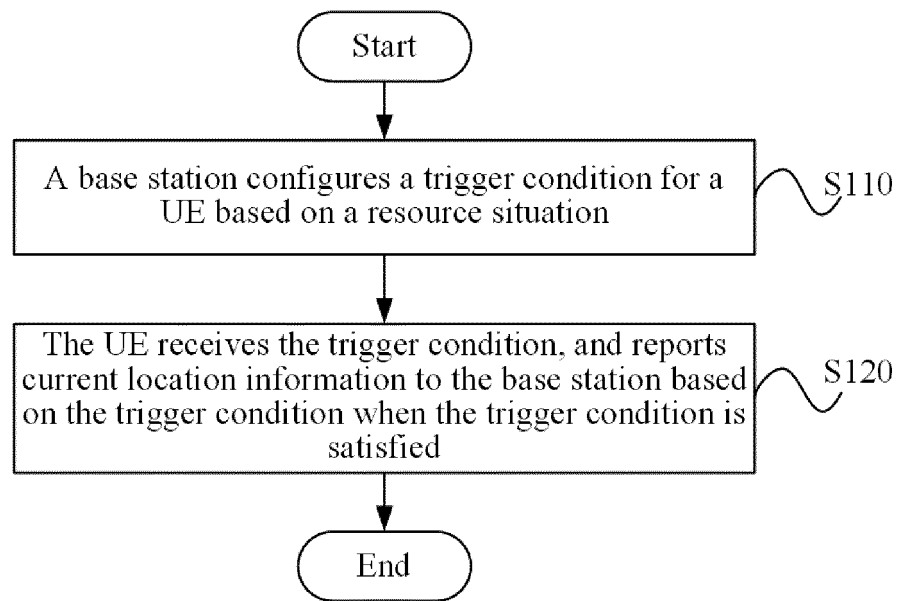 Start
A base station configures a trigger condition for a
UE based on a resource situation
S110
The UE receives the trigger condition, and reports
current location information to the base station based
on the trigger condition when the trigger condition is
satisfied
S120
End